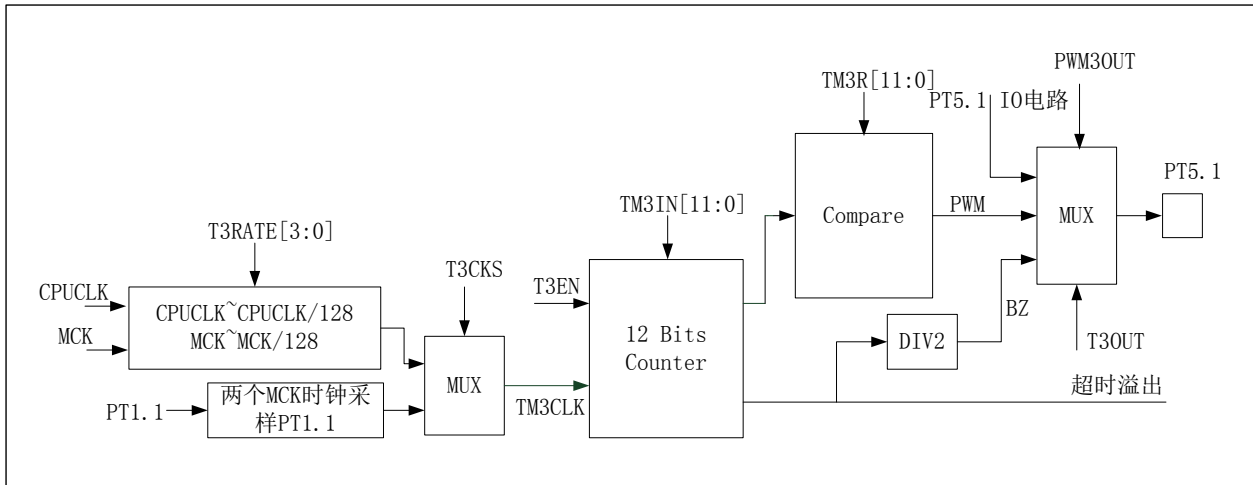 PWM3OUT
TM3R[11:0]
PT5.1 IO电路
PT5.1
Compare
PWM
MUX
TM3IN[11:0]
T3RATE[3:0]
T3CKS
T3EN
CPUCLK
CPUCLK~CPUCLK/128
MCK~MCK/128
MCK
12 Bits
Counter
BZ
DIV2
T3OUT
MUX
超时溢出
PT1.1
两个MCK时钟采
样PT1.1
TM3CLK